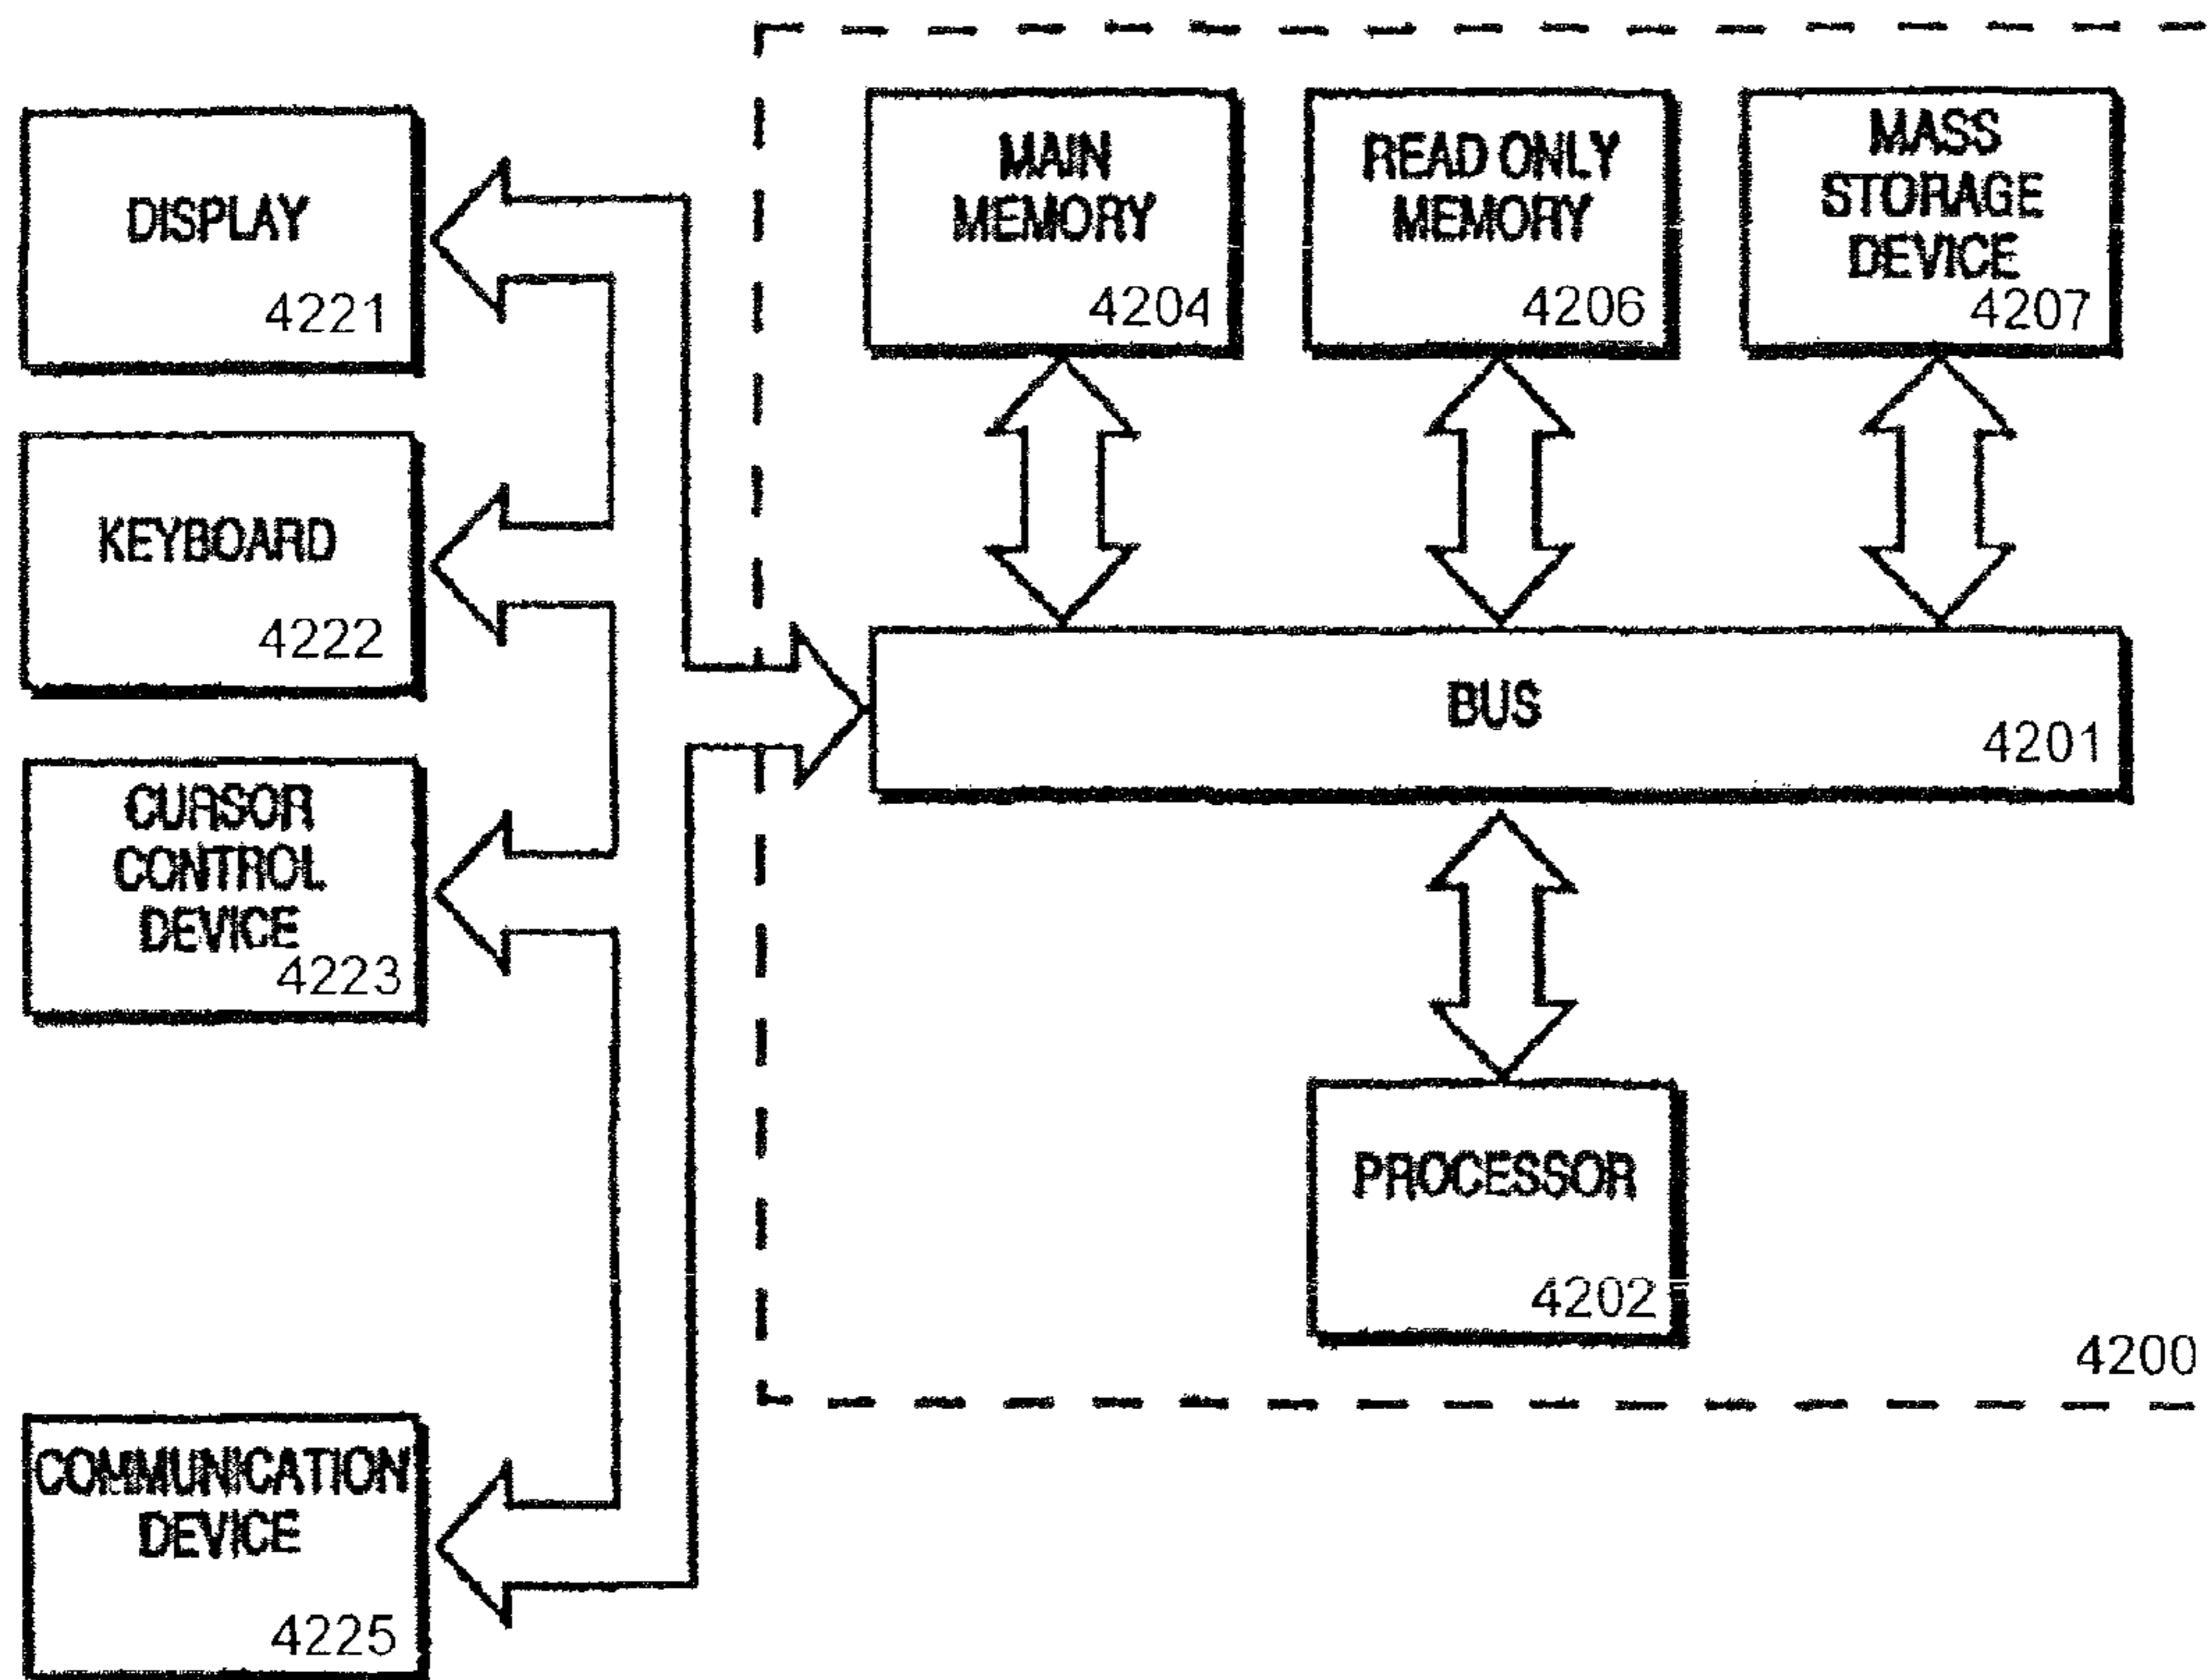 DISPLAY
4221
KEYBOARD
4222
CURSOR
CONTROL
DEVICE
4223
COMMUNICATION
DEVICE
4225
MAIN
MEMORY
4204
READ ONLY
MEMORY
4206
MASS
STORAGE
DEVICE
4207
BUS
4201
PROCESSOR
4202
4200